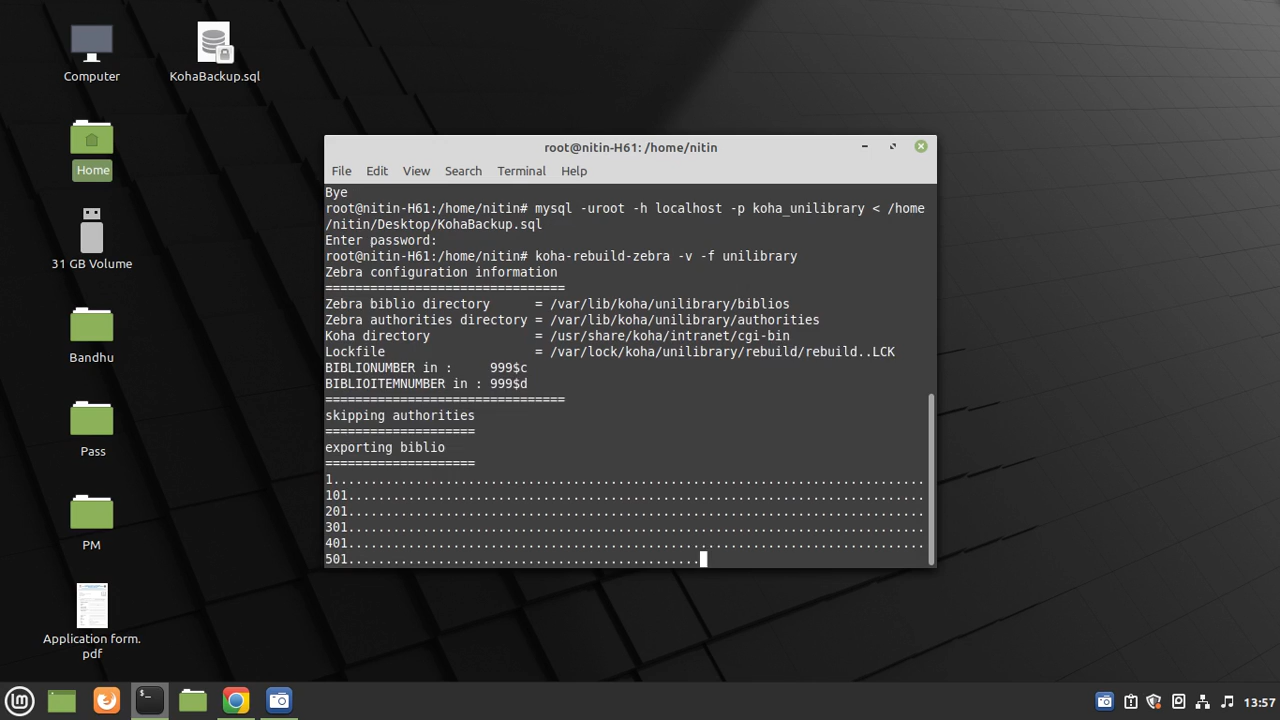 Computer
KohaBackup.sql
Home
31 GB Volume
Bandhu
Pass
PM
Application form.
pdf
root@nitin-H61: /home/nitin
File Edit View Search Terminal Help
Bye
root@nitin-H61:/home/nitin# mysql -uroot -h localhost -p koha_unilibrary < /home
/nitin/Desktop/KohaBackup.sql
Enter password:
root@nitin-H61:/home/nitin# koha-rebuild-zebra -v -f unilibrary
Zebra configuration information
================================
Zebra biblio directory      = /var/lib/koha/unilibrary/biblios
Zebra authorities directory = /var/lib/koha/unilibrary/authorities
Koha directory              = /usr/share/koha/intranet/cgi-bin
Lockfile                    = /var/lock/koha/unilibrary/rebuild/rebuild..LCK
BIBLIONUMBER in :     999$c
BIBLIOITEMNUMBER in : 999$d
================================
skipping authorities
====================
exporting biblio
====================
1...............................................................................
101.............................................................................
201.............................................................................
301.............................................................................
401.............................................................................
501...............................................
13:57